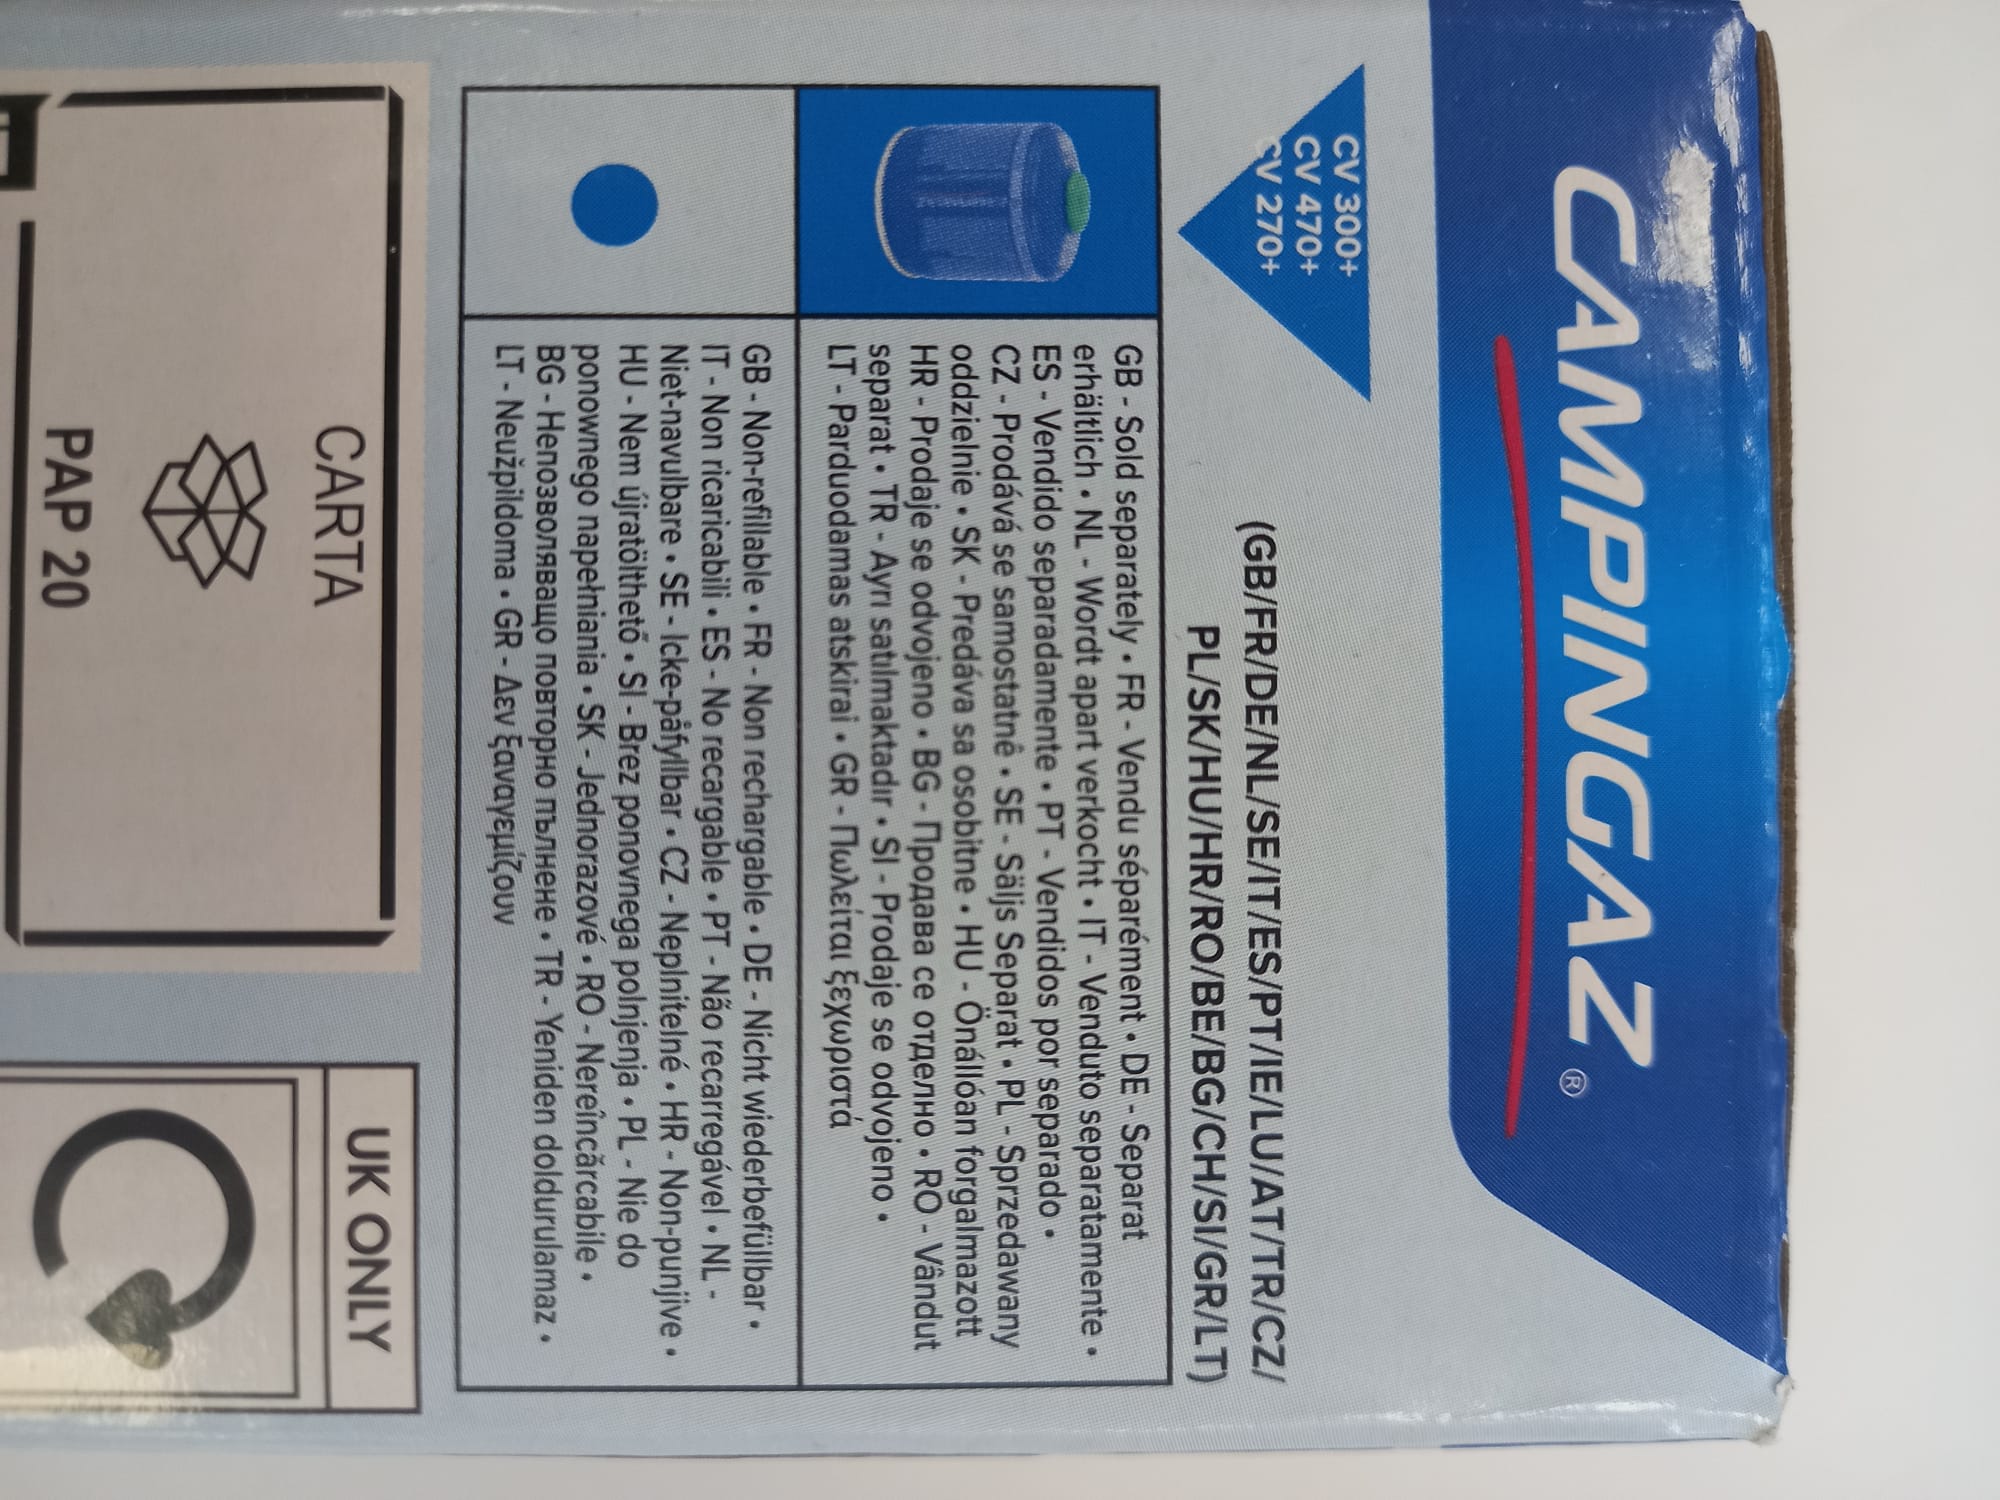 CAMPINGAZ®
CV 300+
CV 470+
CV 270+
(GB/FR/DE/NL/SE/IT/ES/PT/IE/LU/AT/TR/CZ/
PL/SK/HU/HR/RO/BE/BG/CH/SI/GR/LT)
GB - Sold separately • FR - Vendu séparément • DE - Separat
erhältlich • NL - Wordt apart verkocht • IT - Venduto separatamente •
ES - Vendido separadamente • PT - Vendidos por separado •
CZ - Prodává se samostatnê • SE - Säljs Separat • PL - Sprzedawany
oddzielnie • SK - Predáva sa osobitne • HU - Önállóan forgalmazott
HR - Prodaje se odvojeno • BG - Продава се отделно • RO - Vândut
separat • TR - Ayrı satılmaktadır • SI - Prodaje se odvojeno •
LT - Parduodamas atskirai • GR - Πωλείται ξεχωριστά
GB - Non-refillable • FR - Non rechargable • DE - Nicht wiederbefüllbar •
IT - Non ricaricabili • ES - No recargable • PT - Não recarregável • NL -
Niet-navulbare • SE - Icke-påfyllbar • CZ - Neplnitelné • HR - Non-punjive •
HU - Nem újratölthető • SI - Brez ponovnega polnjenja • PL - Nie do
ponownego napełniania • SK - Jednorazové • RO - Nereîncărcabile •
BG - Непозволяващо повторно пълнене • TR - Yeniden doldurulamaz •
LT - Neužpildoma • GR - Δεν ξαναγεμίζουν
CARTA
PAP 20
UK ONLY